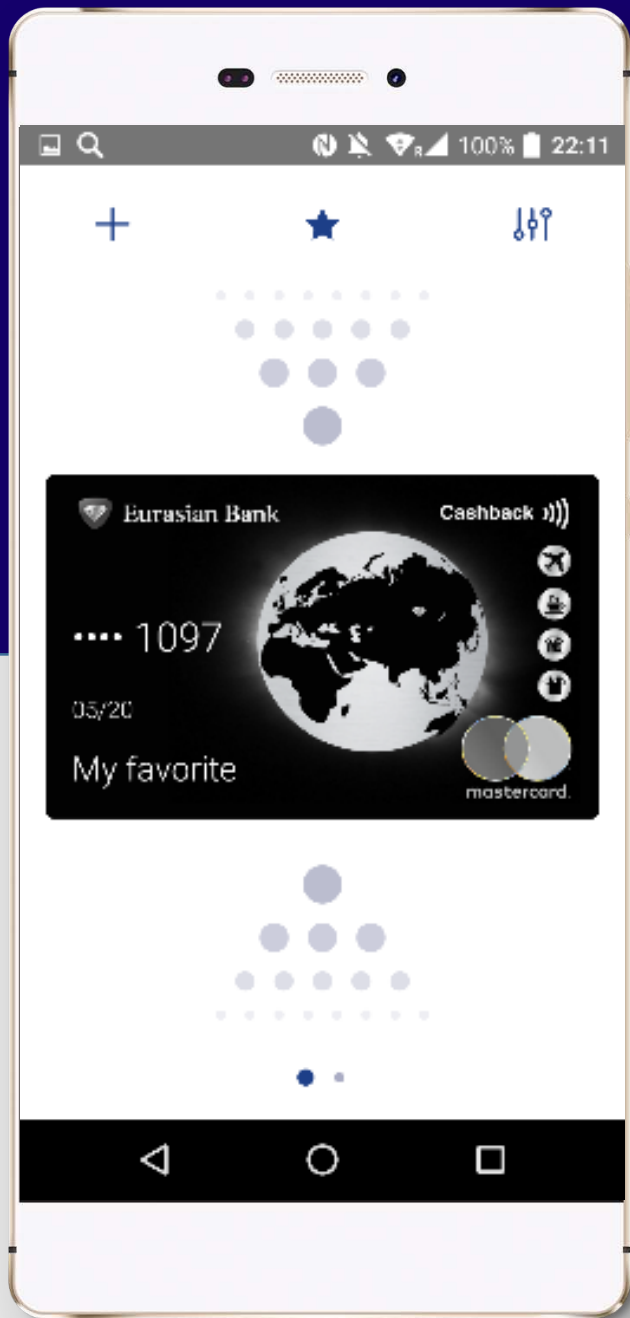 100% 22:11
Eurasian Bank Cashback
•••• 1097
05/20
My favorite
mastercard.